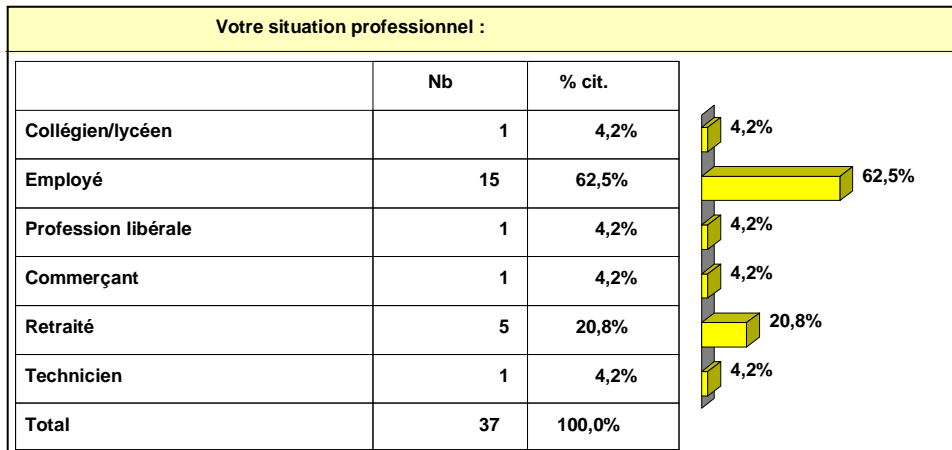 Votre situation professionnel :
Nb % cit.
Collégien/lycéen 1 4,2% 4,2%
Employé 15 62,5% 62,5%
Profession libérale 1 4,2% 4,2%
Commerçant 1 4,2% 4,2%
Retraité 5 20,8% 20,8%
Technicien 1 4,2% 4,2%
Total 37 100,0%